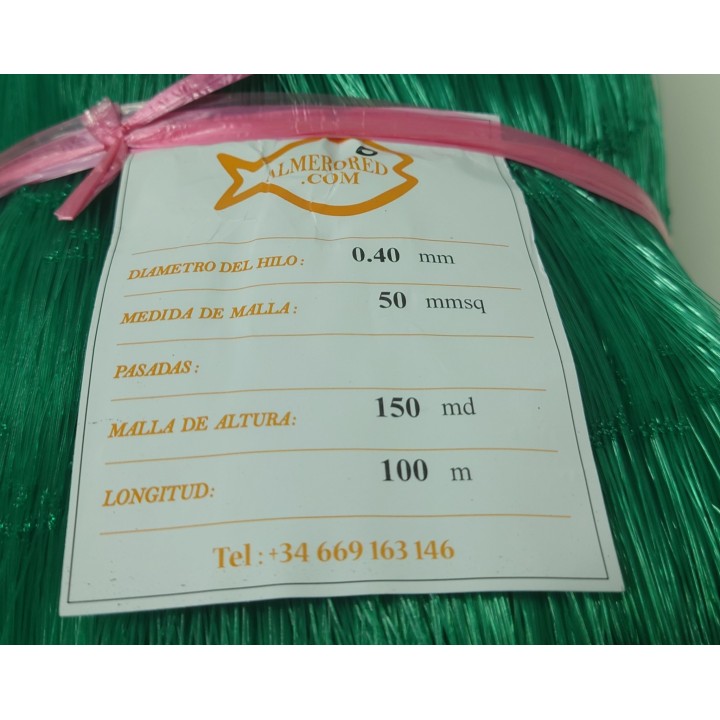 ALMERORED
.COM
DIAMETRO DEL HILO: 0.40 mm
MEDIDA DE MALLA: 50 mmsq
PASADAS:
MALLA DE ALTURA: 150 md
LONGITUD: 100 m
Tel : +34 669 163 146